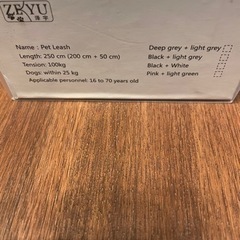 ZEYU
Name : Pet Leash
Length: 250 cm (200 cm + 50 cm)
Tension: 100kg
Dogs: within 25 kg
Applicable personnel: 16 to 70 years old
Deep grey + light grey
Black + light grey
Black + White
Pink + light green